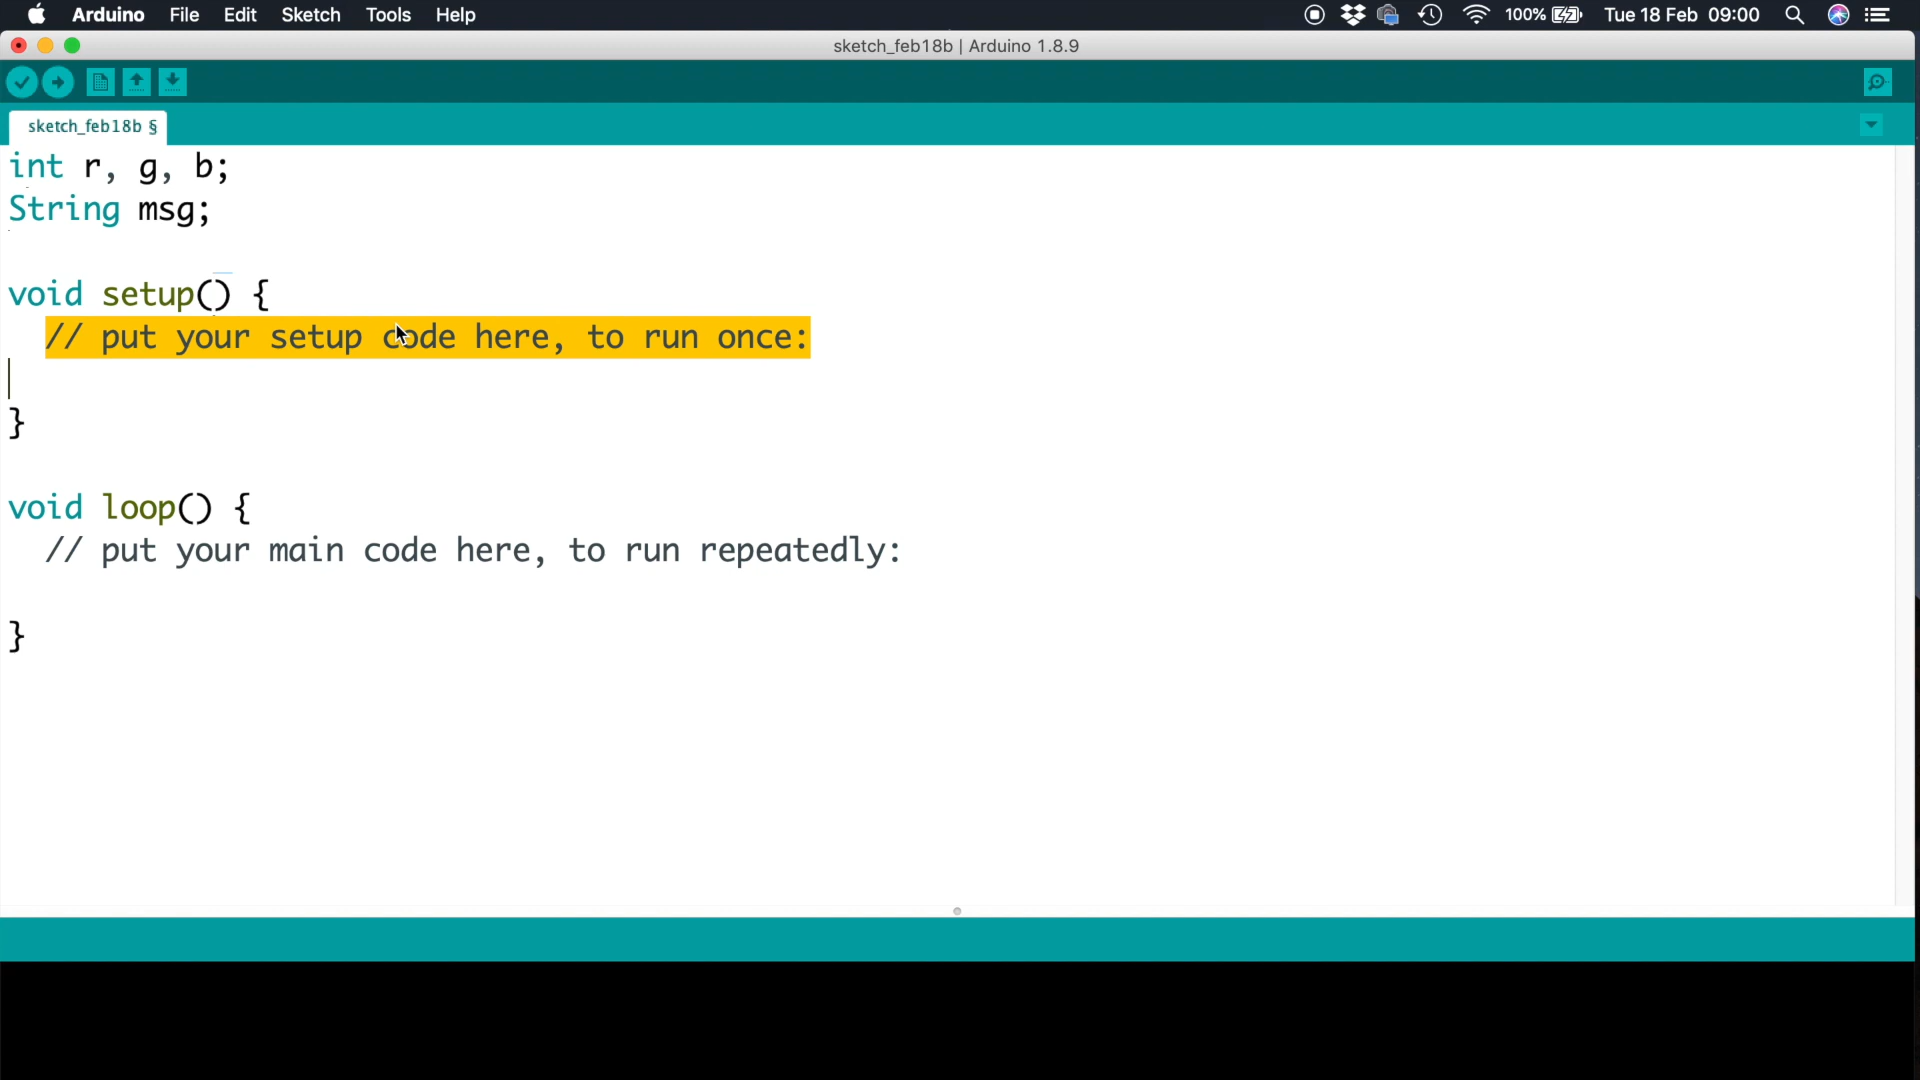 Arduino File Edit Sketch Tools Help 100% Tue 18 Feb 09:00
sketch_feb18b | Arduino 1.8.9
sketch_feb18b §
int r, g, b;
String msg;
void setup() {
// put your setup code here, to run once:
}
void loop() {
// put your main code here, to run repeatedly:
}